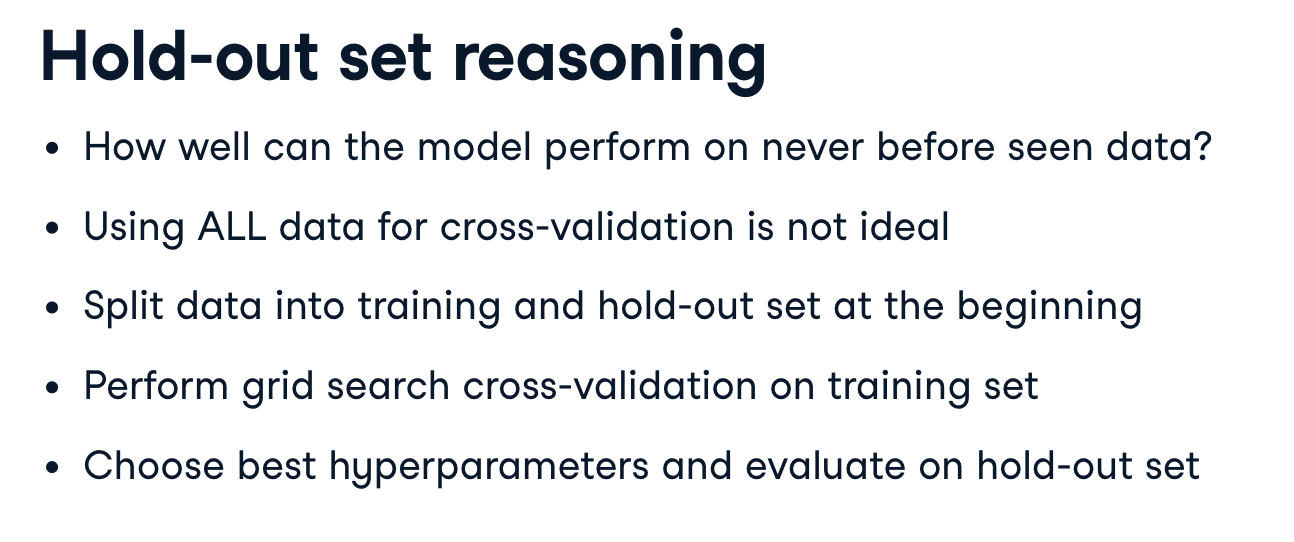 Hold-out set reasoning
• How well can the model perform on never before seen data?
• Using ALL data for cross-validation is not ideal
• Split data into training and hold-out set at the beginning
• Perform grid search cross-validation on training set
• Choose best hyperparameters and evaluate on hold-out set